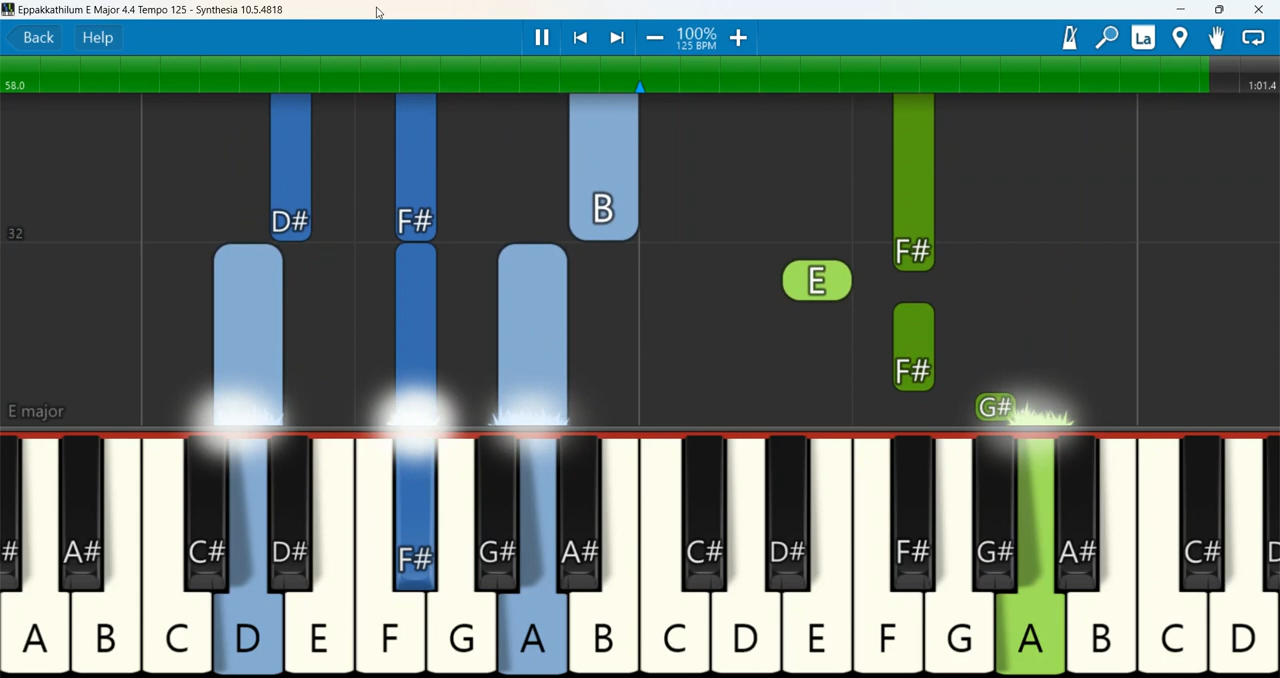 Eppakkathilum E Major 4.4 Tempo 125 - Synthesia 10.5.4818
Back Help 100% La
125 BPM
58.0 1:01.4
D# F# B F#
32
E
F#
E major G#
# A# C# D# F# G# A# C# D# F# G# A# C#
A B C D E F G A B C D E F G A B C D